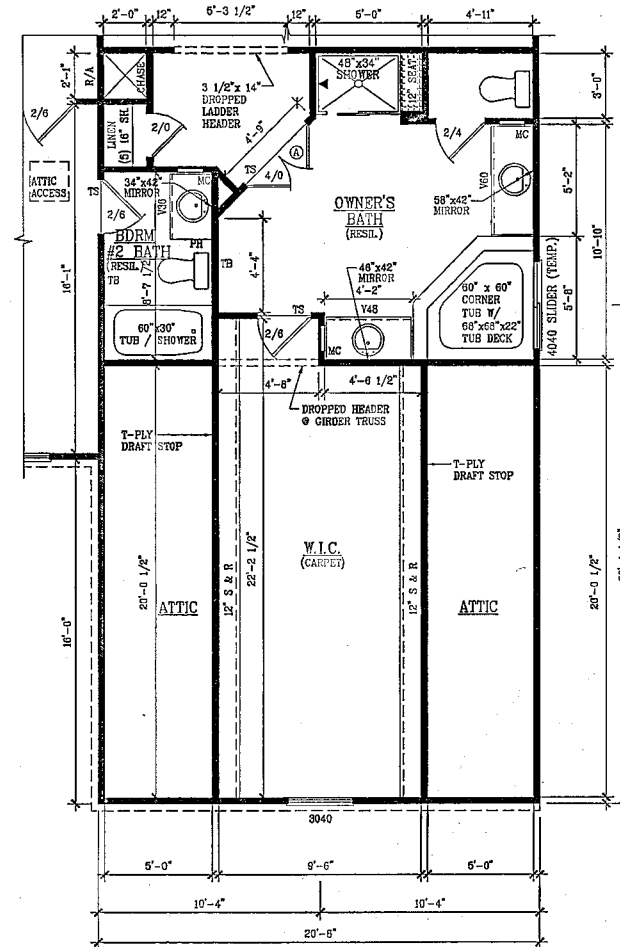 2'-0"
12"
5'-3 1/2"
12"
5'-0"
4'-11"
2'-1"
R/A
CHASE
3 1/2"x 14"
DROPPED
LADDER
HEADER
48"x34"
SHOWER
12" SEAT
3'-0"
2/6
LINEN
(5) 16" SH.
2/0
4'-9"
A
2/4
MC
ATTIC
ACCESS
TS
34"x42"
MIRROR
MC
TS
4/0
V60
58"x42"
MIRROR
5'-2"
2/6
V30
OWNER'S
BATH
(RESIL.)
BDRM
#2 BATH
(RESIL.)
PH
TB
TB
4'-4"
48"x42"
MIRROR
4'-2"
V48
10'-10"
16'-1"
8'-7 1/2"
60" x 60"
CORNER
TUB W/
68"x68"x22"
TUB DECK
5'-8"
4040 SLIDER (TEMP.)
60"x30"
TUB / SHOWER
TS
2/6
MC
4'-8"
4'-6 1/2"
DROPPED HEADER
@ GIRDER TRUSS
T-PLY
DRAFT STOP
T-PLY
DRAFT STOP
W.I.C.
(CARPET)
20'-0 1/2"
ATTIC
12" S & R
22'-2 1/2"
12" S & R
ATTIC
20'-0 1/2"
16'-0"
3040
5'-0"
9'-6"
5'-0"
10'-4"
10'-4"
20'-8"